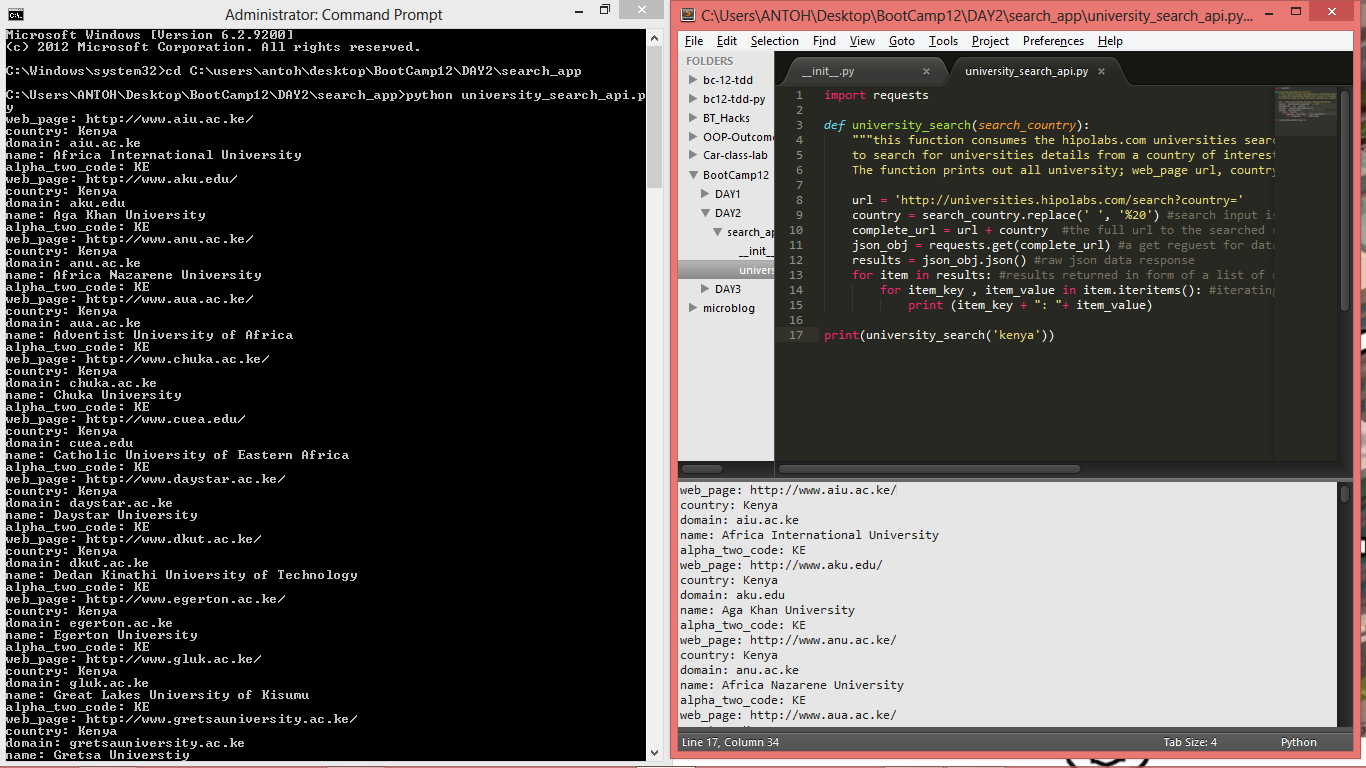 Administrator: Command Prompt
Microsoft Windows [Version 6.2.9200]
(c) 2012 Microsoft Corporation. All rights reserved.
C:\Windows\system32>cd C:\users\antoh\desktop\BootCamp12\DAY2\search_app
C:\Users\ANTOH\Desktop\BootCamp12\DAY2\search_app>python university_search_api.p
y
web_page: http://www.aiu.ac.ke/
country: Kenya
domain: aiu.ac.ke
name: Africa International University
alpha_two_code: KE
web_page: http://www.aku.edu/
country: Kenya
domain: aku.edu
name: Aga Khan University
alpha_two_code: KE
web_page: http://www.anu.ac.ke/
country: Kenya
domain: anu.ac.ke
name: Africa Nazarene University
alpha_two_code: KE
web_page: http://www.aua.ac.ke/
country: Kenya
domain: aua.ac.ke
name: Adventist University of Africa
alpha_two_code: KE
web_page: http://www.chuka.ac.ke/
country: Kenya
domain: chuka.ac.ke
name: Chuka University
alpha_two_code: KE
web_page: http://www.cuea.edu/
country: Kenya
domain: cuea.edu
name: Catholic University of Eastern Africa
alpha_two_code: KE
web_page: http://www.daystar.ac.ke/
country: Kenya
domain: daystar.ac.ke
name: Daystar University
alpha_two_code: KE
web_page: http://www.dkut.ac.ke/
country: Kenya
domain: dkut.ac.ke
name: Dedan Kimathi University of Technology
alpha_two_code: KE
web_page: http://www.egerton.ac.ke/
country: Kenya
domain: egerton.ac.ke
name: Egerton University
alpha_two_code: KE
web_page: http://www.gluk.ac.ke/
country: Kenya
domain: gluk.ac.ke
name: Great Lakes University of Kisumu
alpha_two_code: KE
web_page: http://www.gretsauniversity.ac.ke/
country: Kenya
domain: gretsauniversity.ac.ke
name: Gretsa Universtiy
C:\Users\ANTOH\Desktop\BootCamp12\DAY2\search_app\university_search_api.py...
File Edit Selection Find View Goto Tools Project Preferences Help
FOLDERS
bc-12-tdd
bc12-tdd-py
BT_Hacks
OOP-Outcome
Car-class-lab
BootCamp12
DAY1
DAY2
search_ap
__init_
univers
DAY3
microblog
__init__.py × university_search_api.py ×
1 import requests
2
3 def university_search(search_country):
4 """this function consumes the hipolabs.com universities sear
5 to search for universities details from a country of interest
6 The function prints out all university; web_page url, country
7
8 url = 'http://universities.hipolabs.com/search?country='
9 country = search_country.replace(' ', '%20') #search input is
10 complete_url = url + country #the full url to the searched
11 json_obj = requests.get(complete_url) #a get reguest for data
12 results = json_obj.json() #raw json data response
13 for item in results: #results returned in form of a list of
14 for item_key , item_value in item.iteritems(): #iterating
15 print (item_key + ": "+ item_value)
16
17 print(university_search('kenya'))
web_page: http://www.aiu.ac.ke/
country: Kenya
domain: aiu.ac.ke
name: Africa International University
alpha_two_code: KE
web_page: http://www.aku.edu/
country: Kenya
domain: aku.edu
name: Aga Khan University
alpha_two_code: KE
web_page: http://www.anu.ac.ke/
country: Kenya
domain: anu.ac.ke
name: Africa Nazarene University
alpha_two_code: KE
web_page: http://www.aua.ac.ke/
Line 17, Column 34 Tab Size: 4 Python